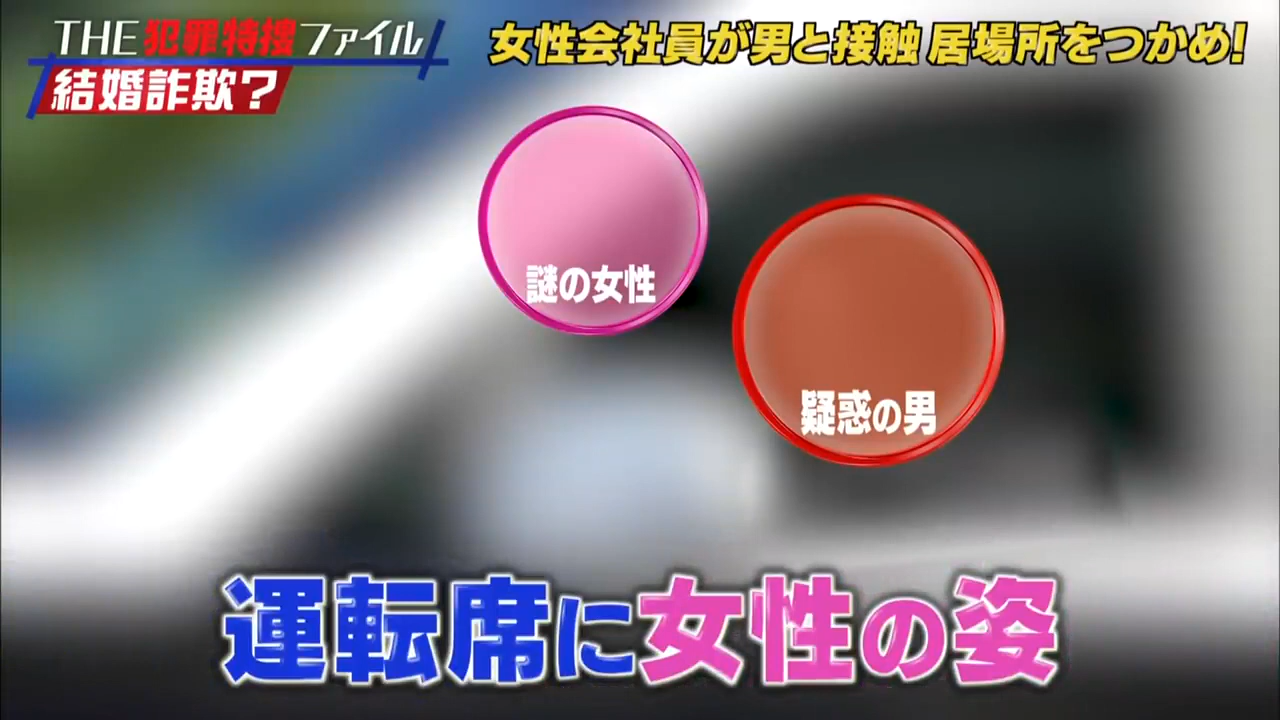 THE犯罪特捜ファイル
結婚詐欺?
女性会社員が男と接触 居場所をつかめ!
謎の女性
疑惑の男
運転席に女性の姿